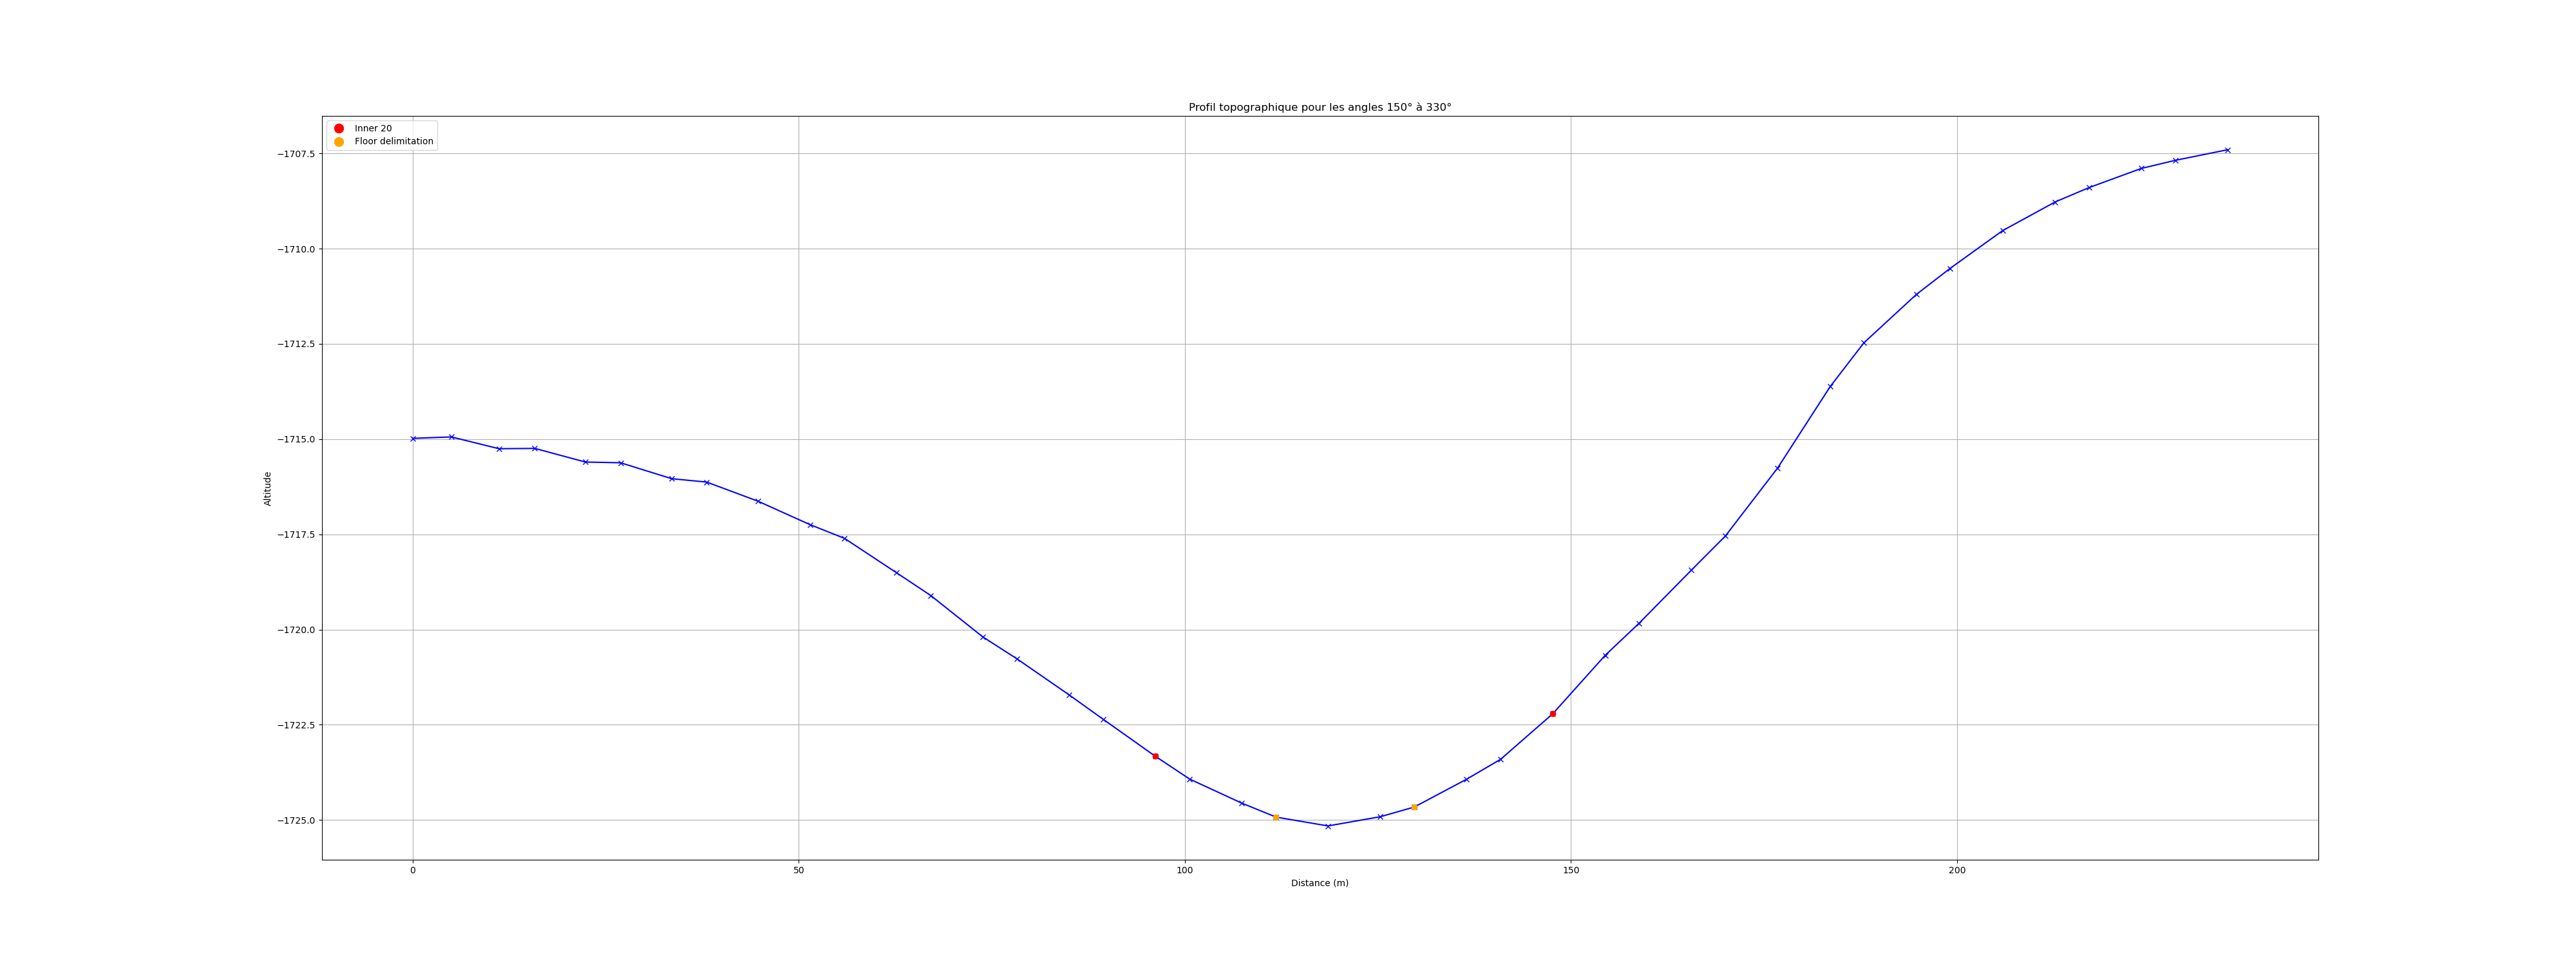 Profil topographique pour les angles 150° à 330°
Inner 20
Floor delimitation
−1707.5
−1710.0
−1712.5
−1715.0
−1717.5
−1720.0
−1722.5
−1725.0
Altitude
0 50 100 150 200
Distance (m)